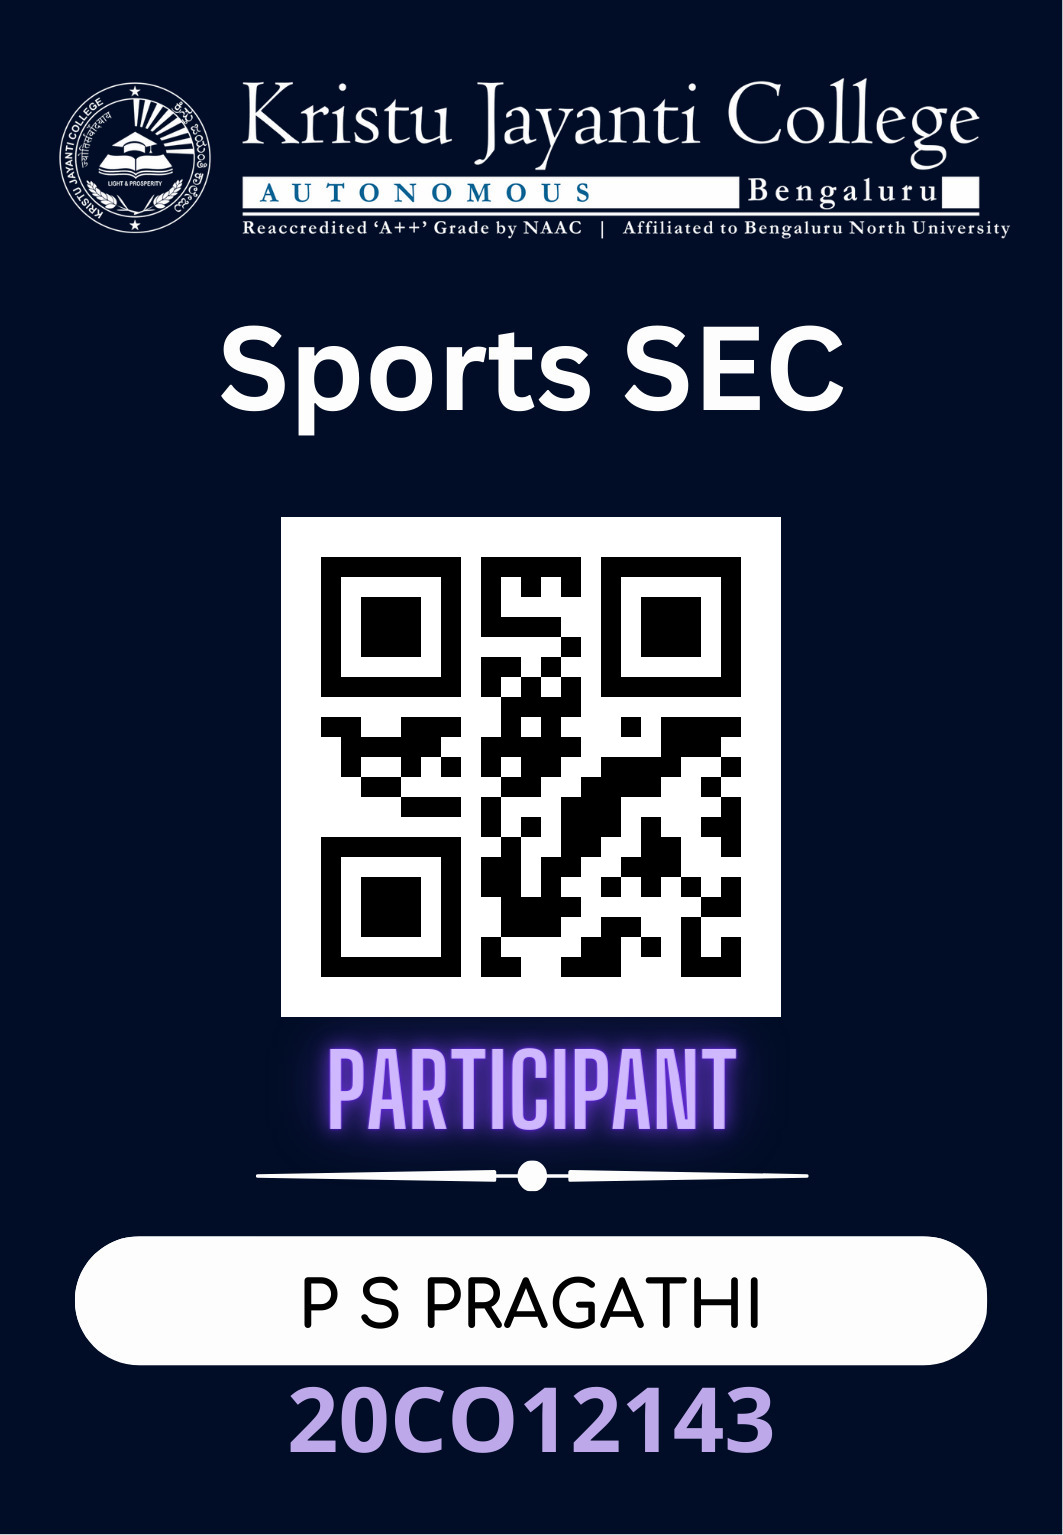 Kristu Jayanti College
AUTONOMOUS Bengaluru
Reaccredited ‘A++’ Grade by NAAC | Affiliated to Bengaluru North University
KRISTU JAYANTI COLLEGE
LIGHT & PROSPERITY
Sports SEC
PARTICIPANT
P S PRAGATHI
20CO12143